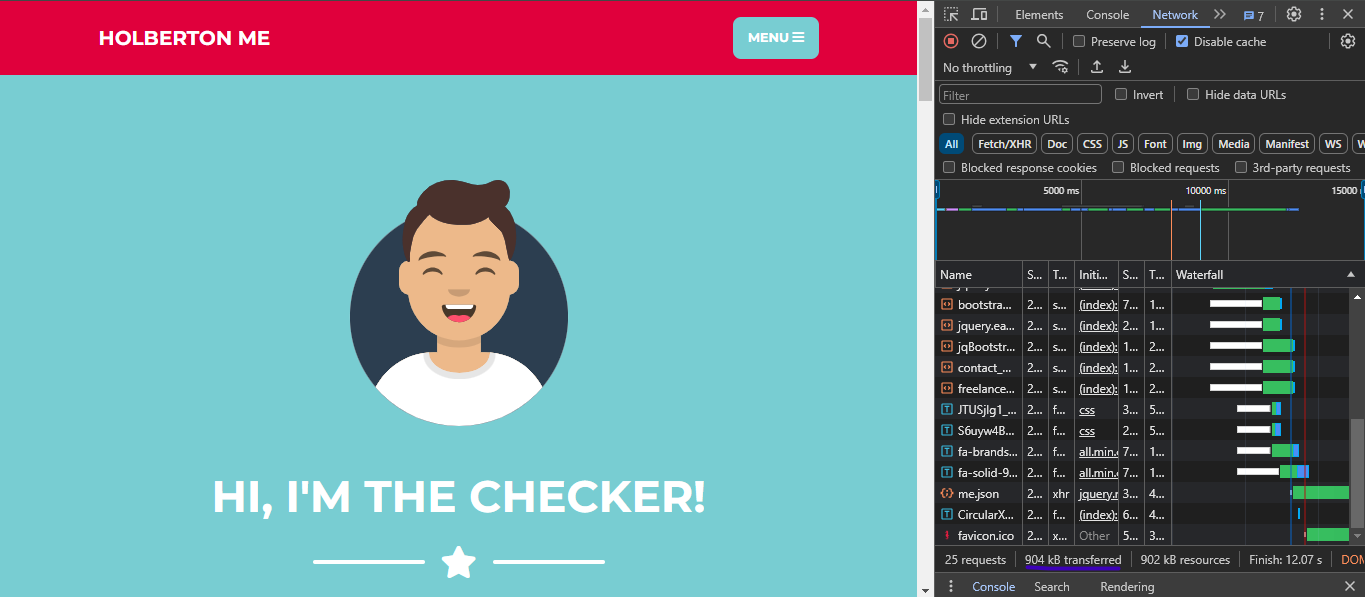 HOLBERTON ME
MENU
HI, I'M THE CHECKER!
Elements Console Network 7
Preserve log Disable cache
No throttling
Filter Invert Hide data URLs
Hide extension URLs
All Fetch/XHR Doc CSS JS Font Img Media Manifest WS W
Blocked response cookies Blocked requests 3rd-party requests
5000 ms 10000 ms 15000
Name S... T... Initi... S... T... Waterfall
bootstra... 2... s... (index): 7... 1...
jquery.ea... 2... s... (index): 2... 1...
jqBootstr... 2... s... (index): 1... 2...
contact_... 2... s... (index): 1... 2...
freelance... 2... s... (index): 1... 2...
JTUSjIg1_... 2... f... css 3... 5...
S6uyw4B... 2... f... css 2... 5...
fa-brands... 2... f... all.min. 7... 1...
fa-solid-9... 2... f... all.min. 7... 1...
me.json 2... xhr jquery.r 3... 4...
CircularX... 2... f... (index): 6... 4...
favicon.ico 2... x... Other 5... 3...
25 requests 904 kB transferred 902 kB resources Finish: 12.07 s DOM
Console Search Rendering